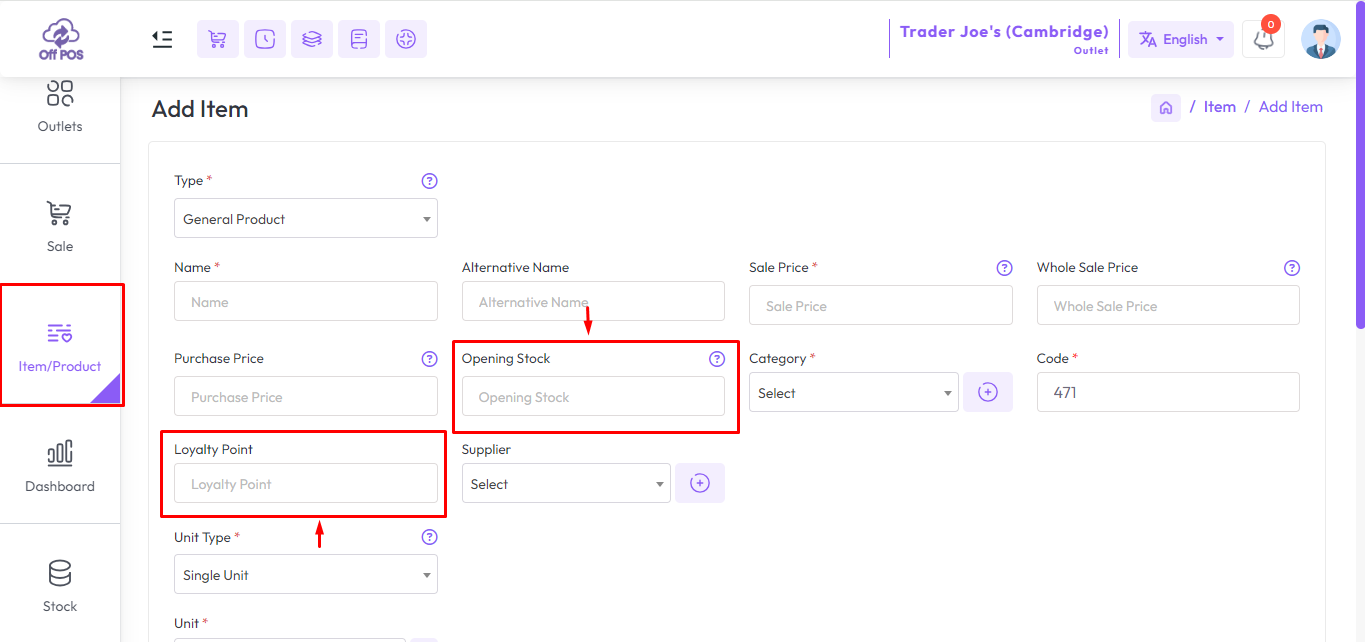 Off POS
Trader Joe's (Cambridge)
Outlet
English
0
Outlets
Sale
Item/Product
Dashboard
Stock
Add Item
/ Item / Add Item
Type *
?
General Product
Name *
Alternative Name
Sale Price *
?
Whole Sale Price
?
Name
Alternative Name
Sale Price
Whole Sale Price
Purchase Price
?
Opening Stock
?
Category *
Code *
Purchase Price
Opening Stock
Select
471
Loyalty Point
Supplier
Loyalty Point
Select
Unit Type *
?
Single Unit
Unit *